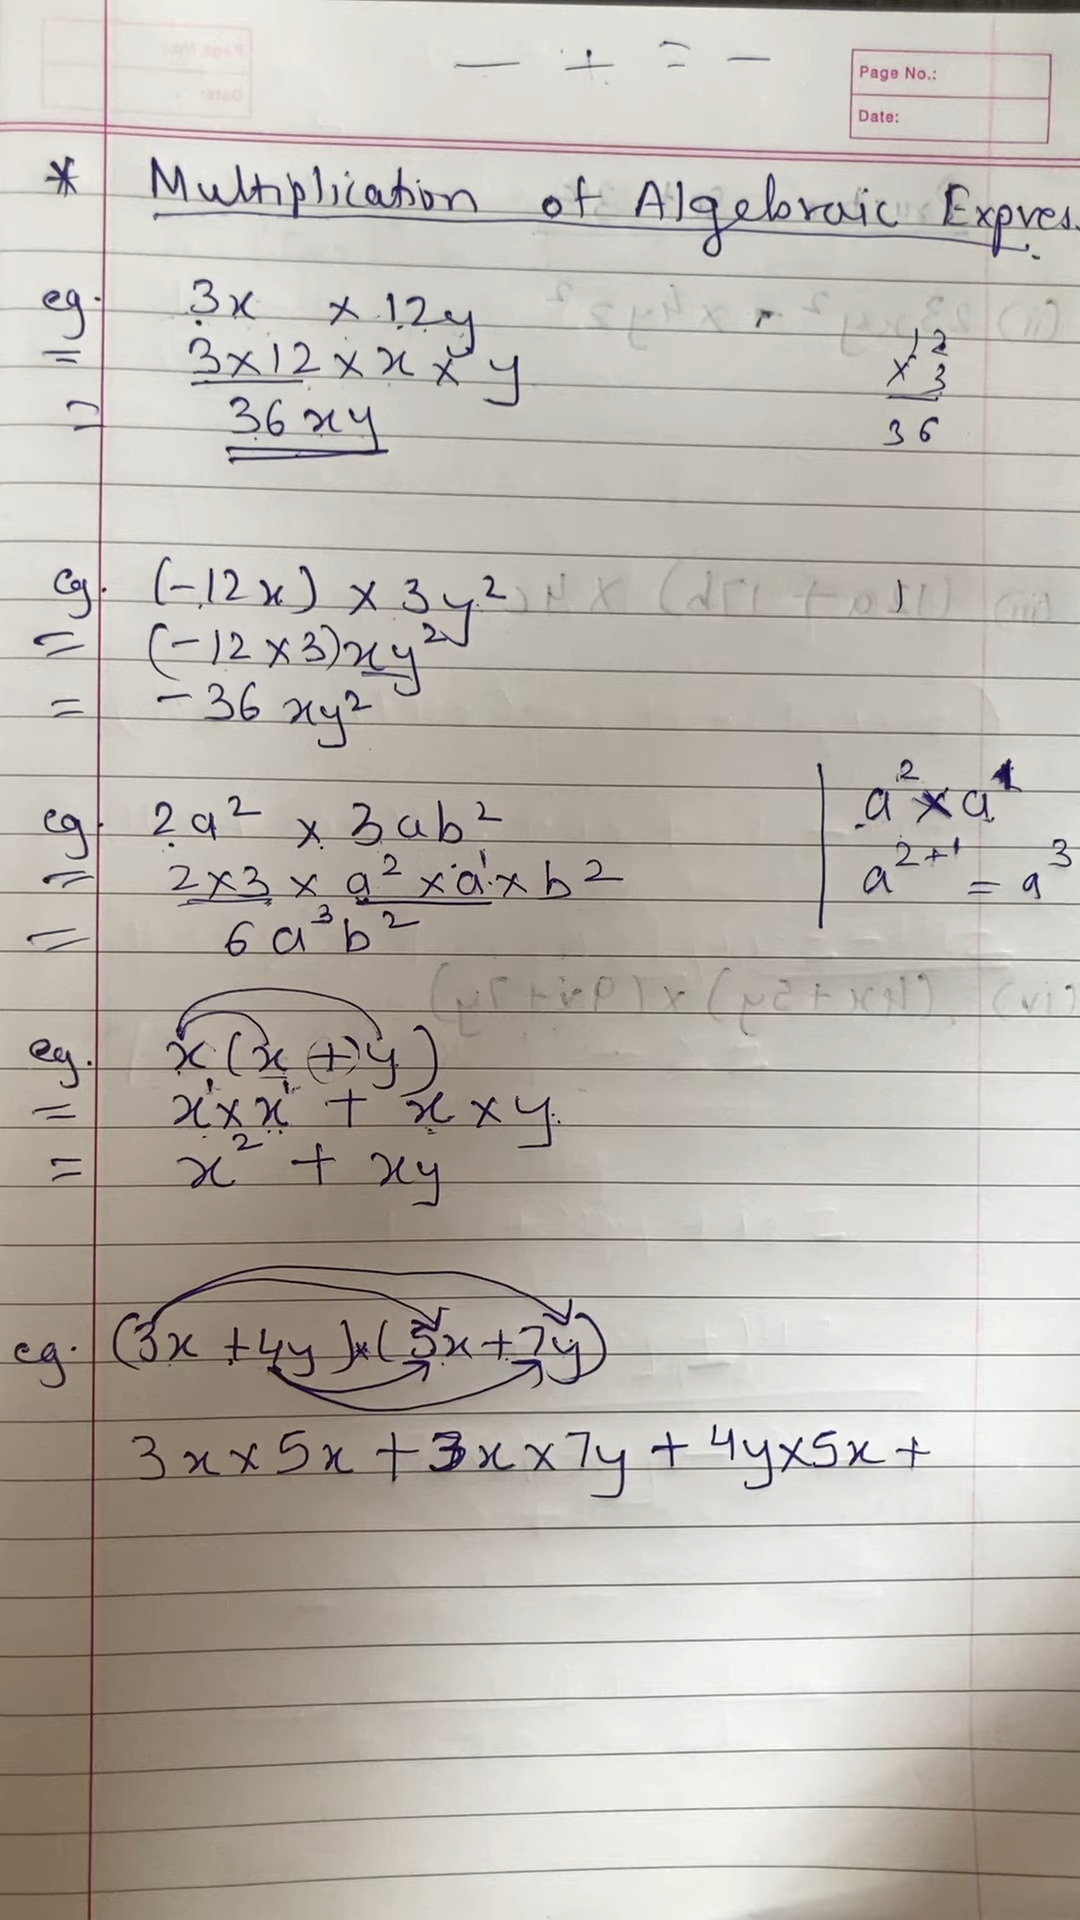 − + = −
Page No.:
Date:
* Multiplication of Algebraic Expres.
eg. 3x × 12y
= 3×12 × x × y
= 36xy
12
× 3
36
eg. (-12x) × 3y²
= (-12×3)xy²
= -36xy²
eg. 2a² × 3ab²
= 2×3 × a² × a¹ × b²
= 6a³b²
a² × a¹
a²⁺¹ = a³
eg. x(x+y)
= x¹×x¹ + x×y
= x² + xy
eg. (3x+4y)*(5x+7y)
3x×5x+3x×7y+4y×5x+